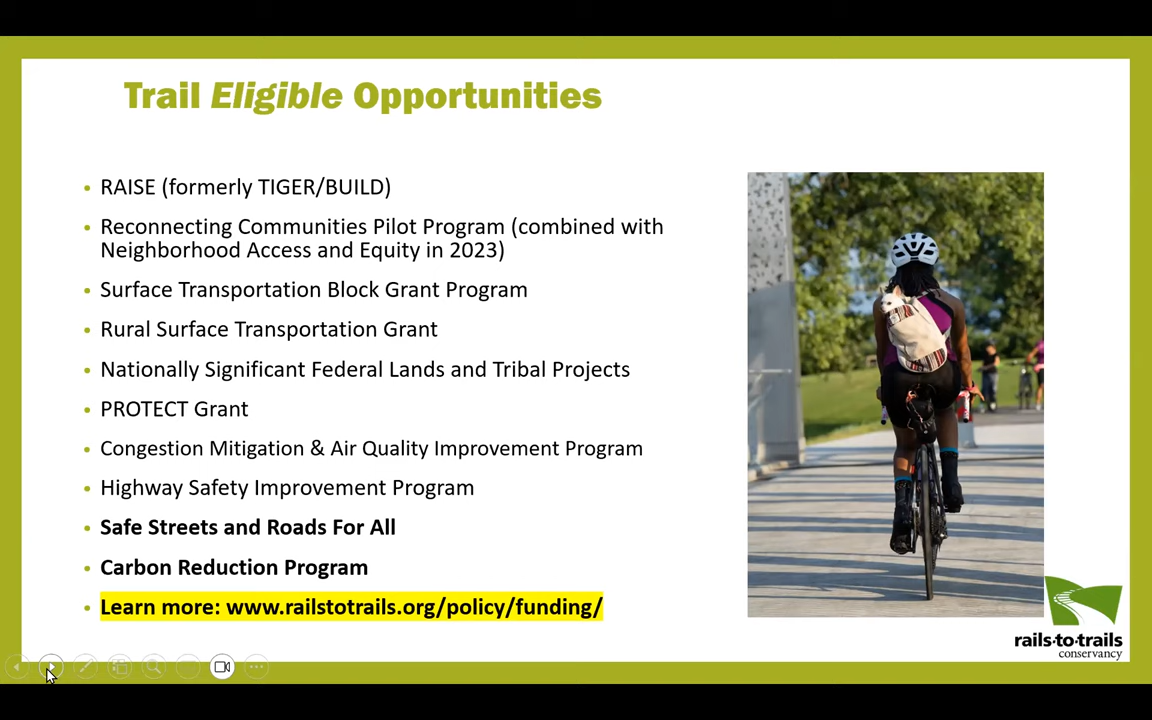 Trail Eligible Opportunities
• RAISE (formerly TIGER/BUILD)
• Reconnecting Communities Pilot Program (combined with
Neighborhood Access and Equity in 2023)
• Surface Transportation Block Grant Program
• Rural Surface Transportation Grant
• Nationally Significant Federal Lands and Tribal Projects
• PROTECT Grant
• Congestion Mitigation & Air Quality Improvement Program
• Highway Safety Improvement Program
• Safe Streets and Roads For All
• Carbon Reduction Program
• Learn more: www.railstotrails.org/policy/funding/
rails·to·trails
conservancy